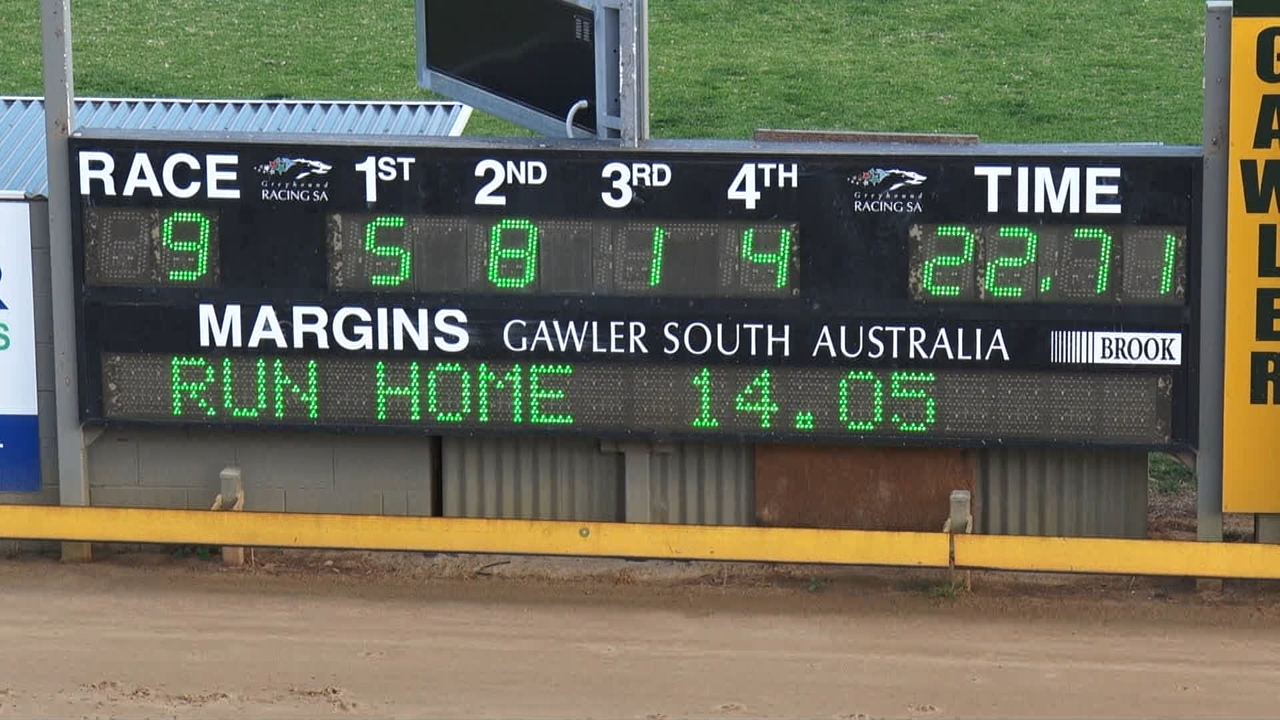 RACE Greyhound RACING SA 1ST 2ND 3RD 4TH Greyhound RACING SA TIME
9 5 8 1 4 22.71
MARGINS GAWLER SOUTH AUSTRALIA BROOK
RUN HOME 14.05
GAWLER